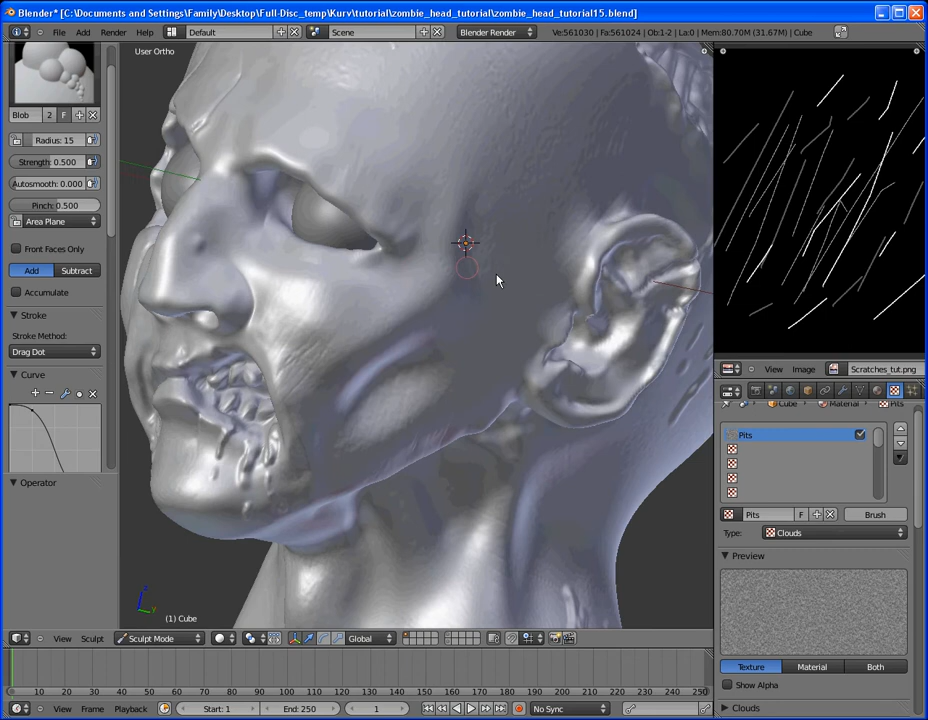 Blender* [C:\Documents and Settings\Family\Desktop\Full-Disc_temp\Kurv\tutorial\zombie_head_tutorial\zombie_head_tutorial15.blend]
File Add Render Help Default Scene Blender Render Ve:561030 | Fa:561024 | Ob:1-2 | La:0 | Mem:80.70M (31.67M) | Cube
User Ortho
Blob 2 F
Radius: 15
Strength: 0.500
Autosmooth: 0.000
Pinch: 0.500
Area Plane
Front Faces Only
Add Subtract
Accumulate
Stroke
Stroke Method:
Drag Dot
Curve
Operator
z
y
(1) Cube
View Sculpt Sculpt Mode Global
10 20 30 40 50 60 70 80 90 100 110 120 130 140 150 160 170 180 190 200 210 220 230 240 250
View Frame Playback Start: 1 End: 250 1 No Sync
View Image Scratches_tut.png
Cube Material Pits
Pits
Pits F Brush
Type: Clouds
Preview
Texture Material Both
Show Alpha
Clouds